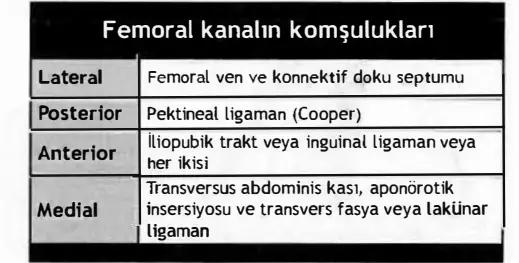 Femoral kanalın komşulukları
Lateral Femoral ven ve konnektif doku septumu
Posterior Pektineal ligaman (Cooper)
Anterior İliopubik trakt veya inguinal ligaman veya
her ikisi
Medial Transversus abdominis kası, aponörotik
insersiyosu ve transvers fasya veya lakünar
ligaman